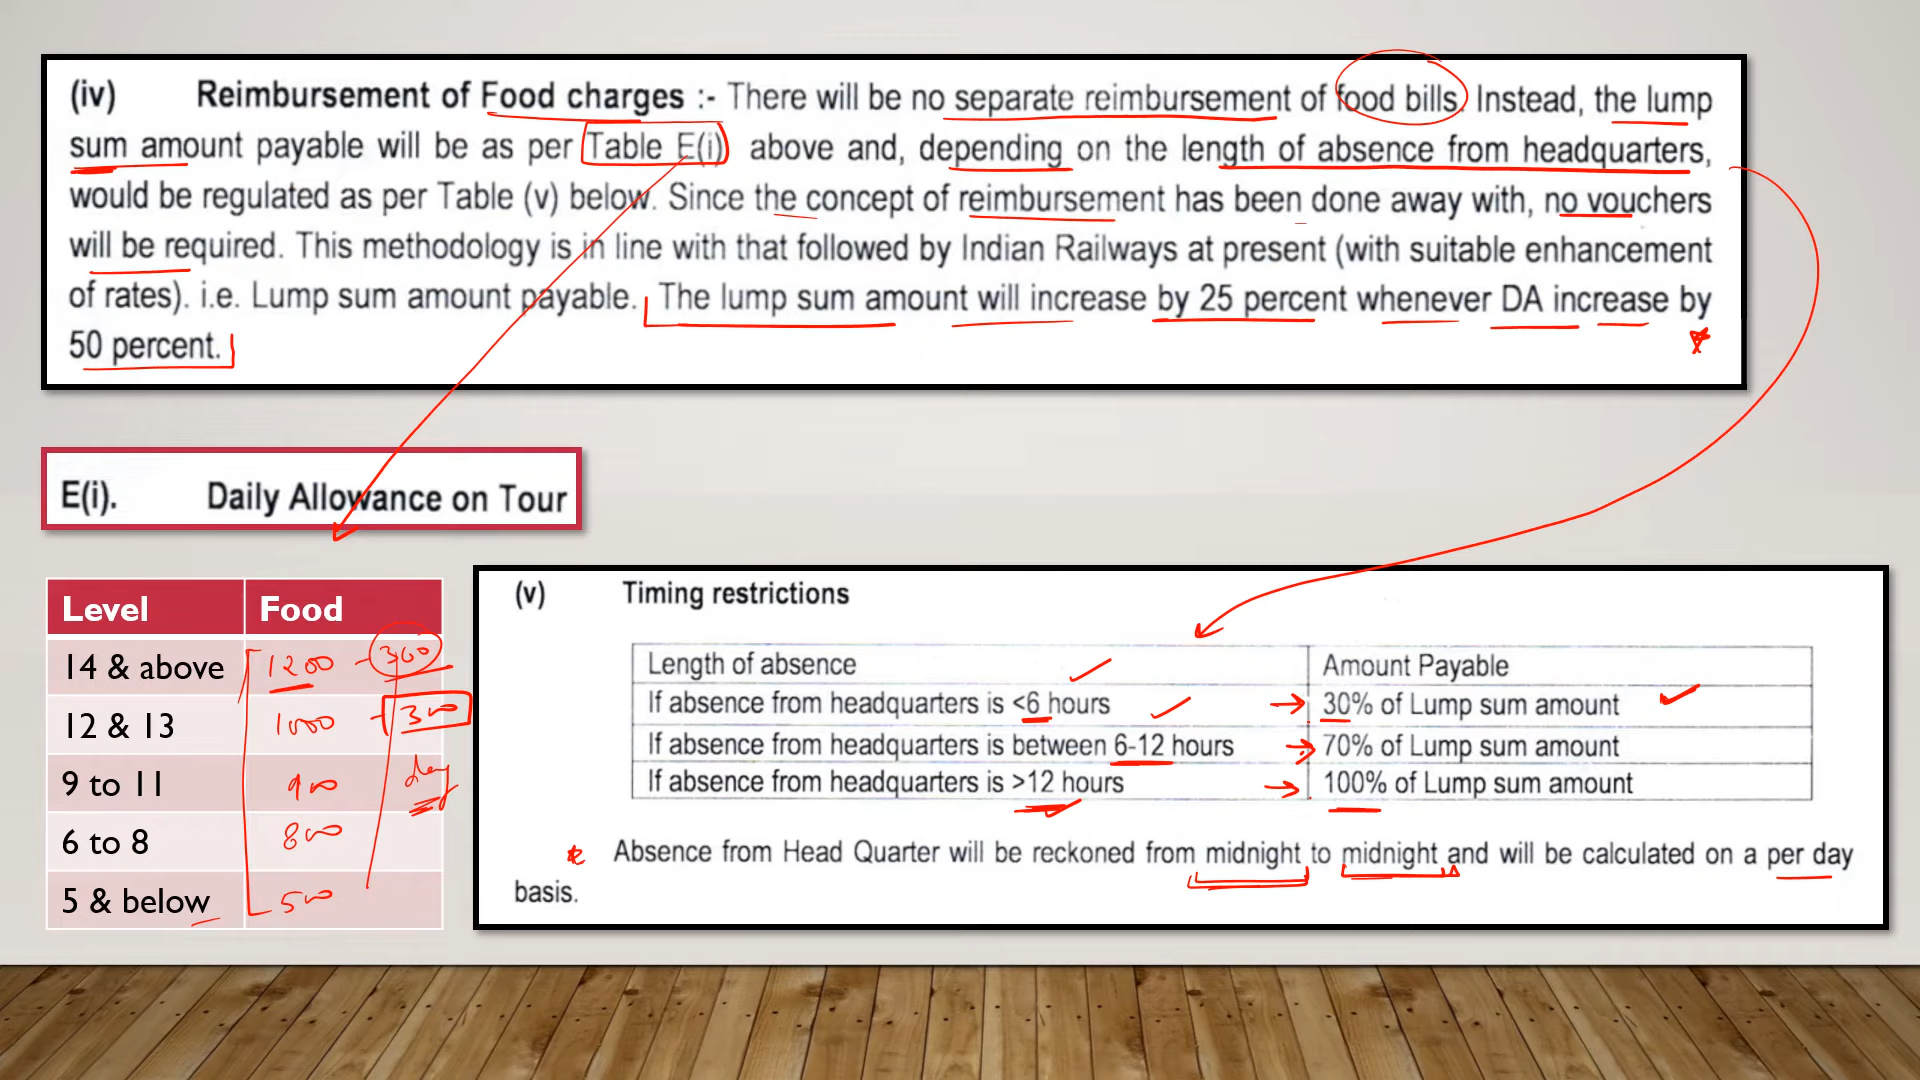 (iv) Reimbursement of Food charges :- There will be no separate reimbursement of food bills. Instead, the lump
sum amount payable will be as per Table E(i) above and, depending on the length of absence from headquarters,
would be regulated as per Table (v) below. Since the concept of reimbursement has been done away with, no vouchers
will be required. This methodology is in line with that followed by Indian Railways at present (with suitable enhancement
of rates). i.e. Lump sum amount payable. The lump sum amount will increase by 25 percent whenever DA increase by
50 percent.
E(i). Daily Allowance on Tour
Level Food
14 & above 1200 - 360
12 & 13 1000 - 300
9 to 11 900 day
6 to 8 800
5 & below 500
(v) Timing restrictions
Length of absence Amount Payable
If absence from headquarters is <6 hours 30% of Lump sum amount
If absence from headquarters is between 6-12 hours 70% of Lump sum amount
If absence from headquarters is >12 hours 100% of Lump sum amount
Absence from Head Quarter will be reckoned from midnight to midnight and will be calculated on a per day
basis.